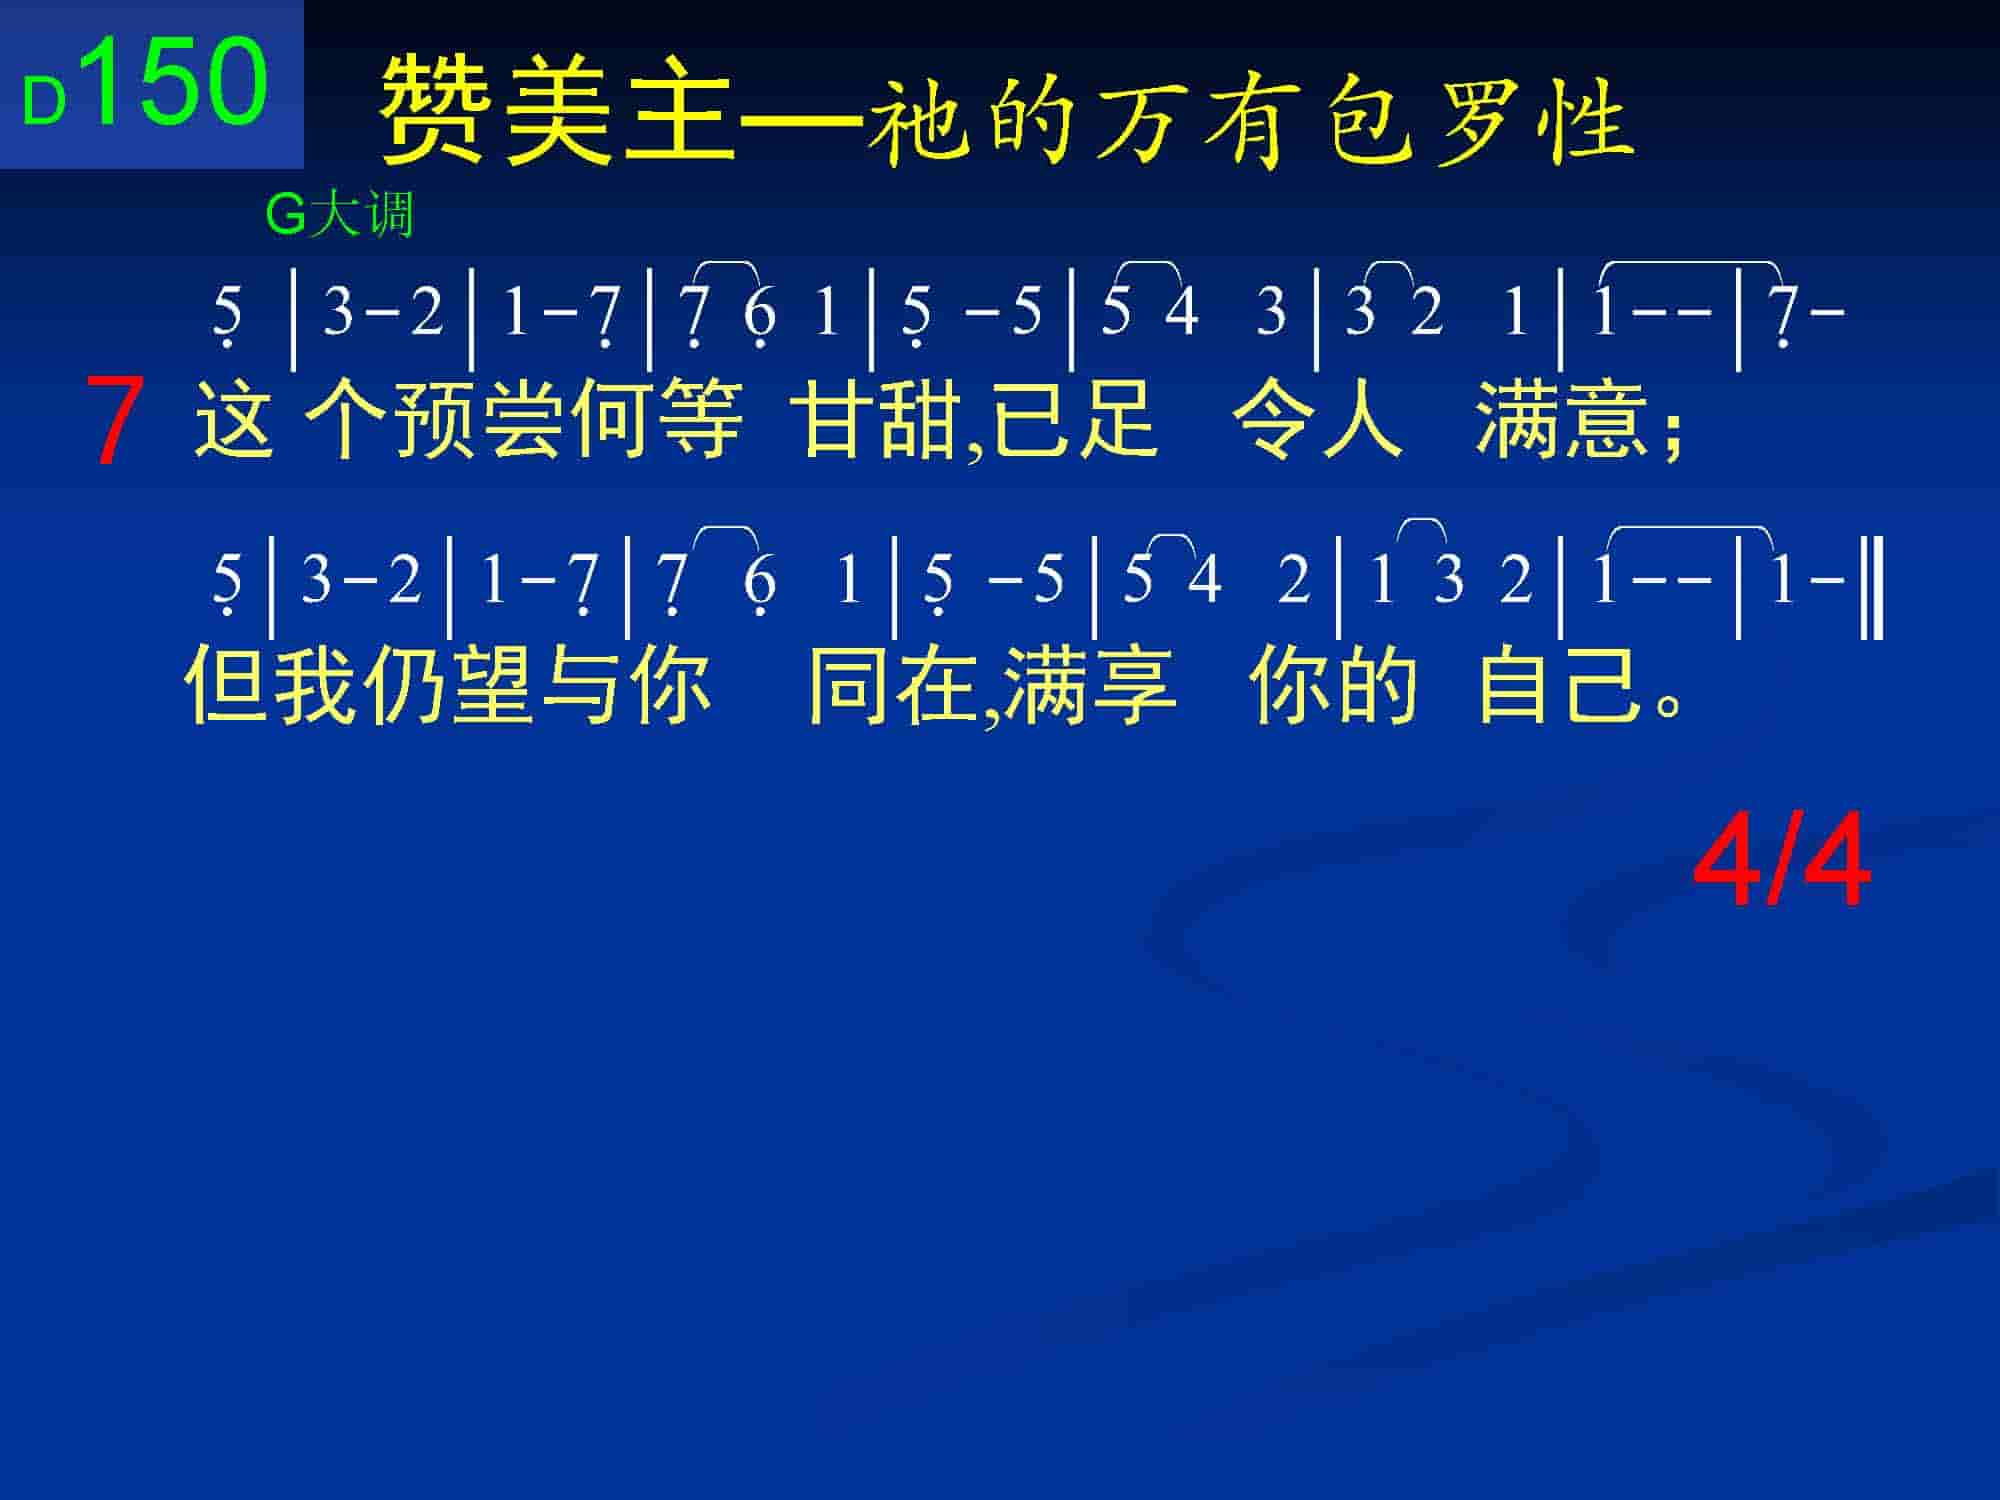 D150
赞美主—祂的万有包罗性
G大调
5̣ | 3-2 | 1-7̣ | 7̣ 6̣ 1 | 5̣ -5 | 5 4 3 | 3 2 1 | 1-- | 7̣-
7 这个预尝何等 甘甜,已足 令人 满意；
5̣ | 3-2 | 1-7̣ | 7̣ 6̣ 1 | 5̣ -5 | 5 4 2 | 1 3 2 | 1-- | 1-‖
但我仍望与你 同在,满享 你的 自己。
4/4